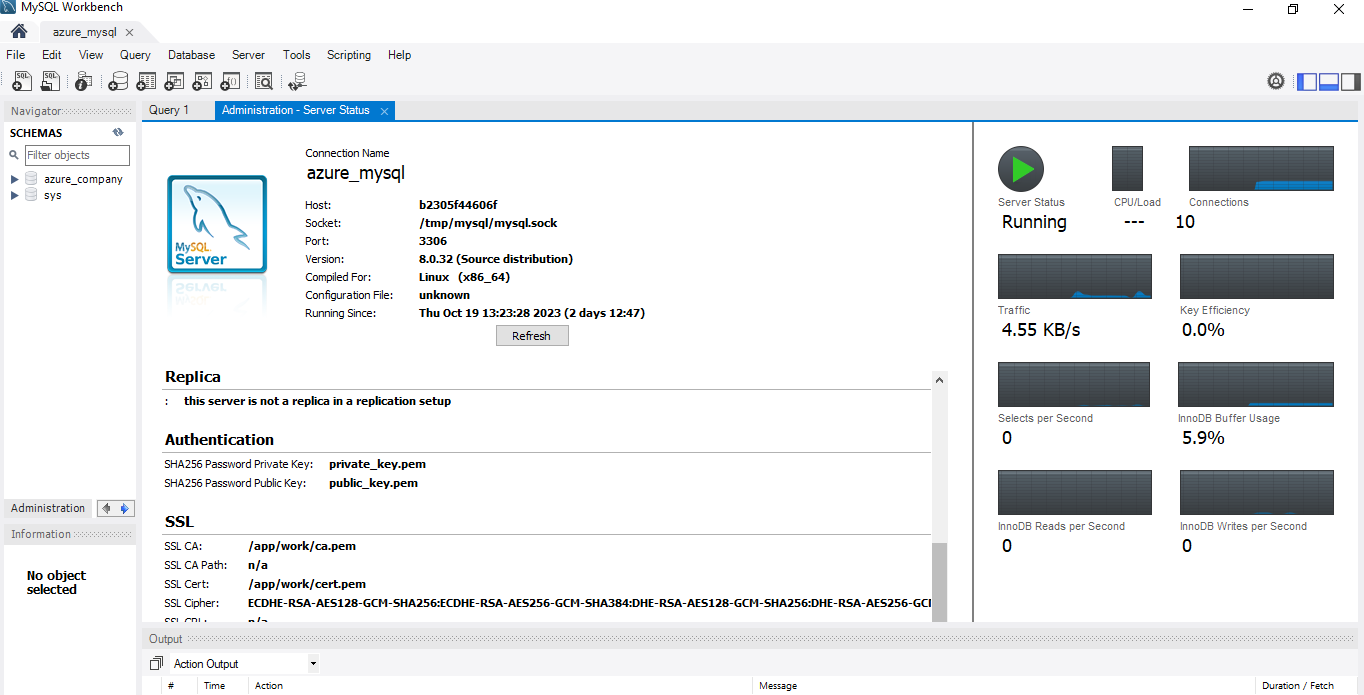 MySQL Workbench
azure_mysql
File Edit View Query Database Server Tools Scripting Help
Navigator
SCHEMAS
Filter objects
azure_company
sys
Administration
Information
No object
selected
Query 1
Administration - Server Status
MySQL
Server
Connection Name
azure_mysql
Host: b2305f44606f
Socket: /tmp/mysql/mysql.sock
Port: 3306
Version: 8.0.32 (Source distribution)
Compiled For: Linux (x86_64)
Configuration File: unknown
Running Since: Thu Oct 19 13:23:28 2023 (2 days 12:47)
Refresh
Replica
: this server is not a replica in a replication setup
Authentication
SHA256 Password Private Key: private_key.pem
SHA256 Password Public Key: public_key.pem
SSL
SSL CA: /app/work/ca.pem
SSL CA Path: n/a
SSL Cert: /app/work/cert.pem
SSL Cipher: ECDHE-RSA-AES128-GCM-SHA256:ECDHE-RSA-AES256-GCM-SHA384:DHE-RSA-AES128-GCM-SHA256:DHE-RSA-AES256-GC
SSL CRL: n/a
Server Status
Running
CPU/Load
---
Connections
10
Traffic
4.55 KB/s
Key Efficiency
0.0%
Selects per Second
0
InnoDB Buffer Usage
5.9%
InnoDB Reads per Second
0
InnoDB Writes per Second
0
Output
Action Output
# Time Action Message Duration / Fetch